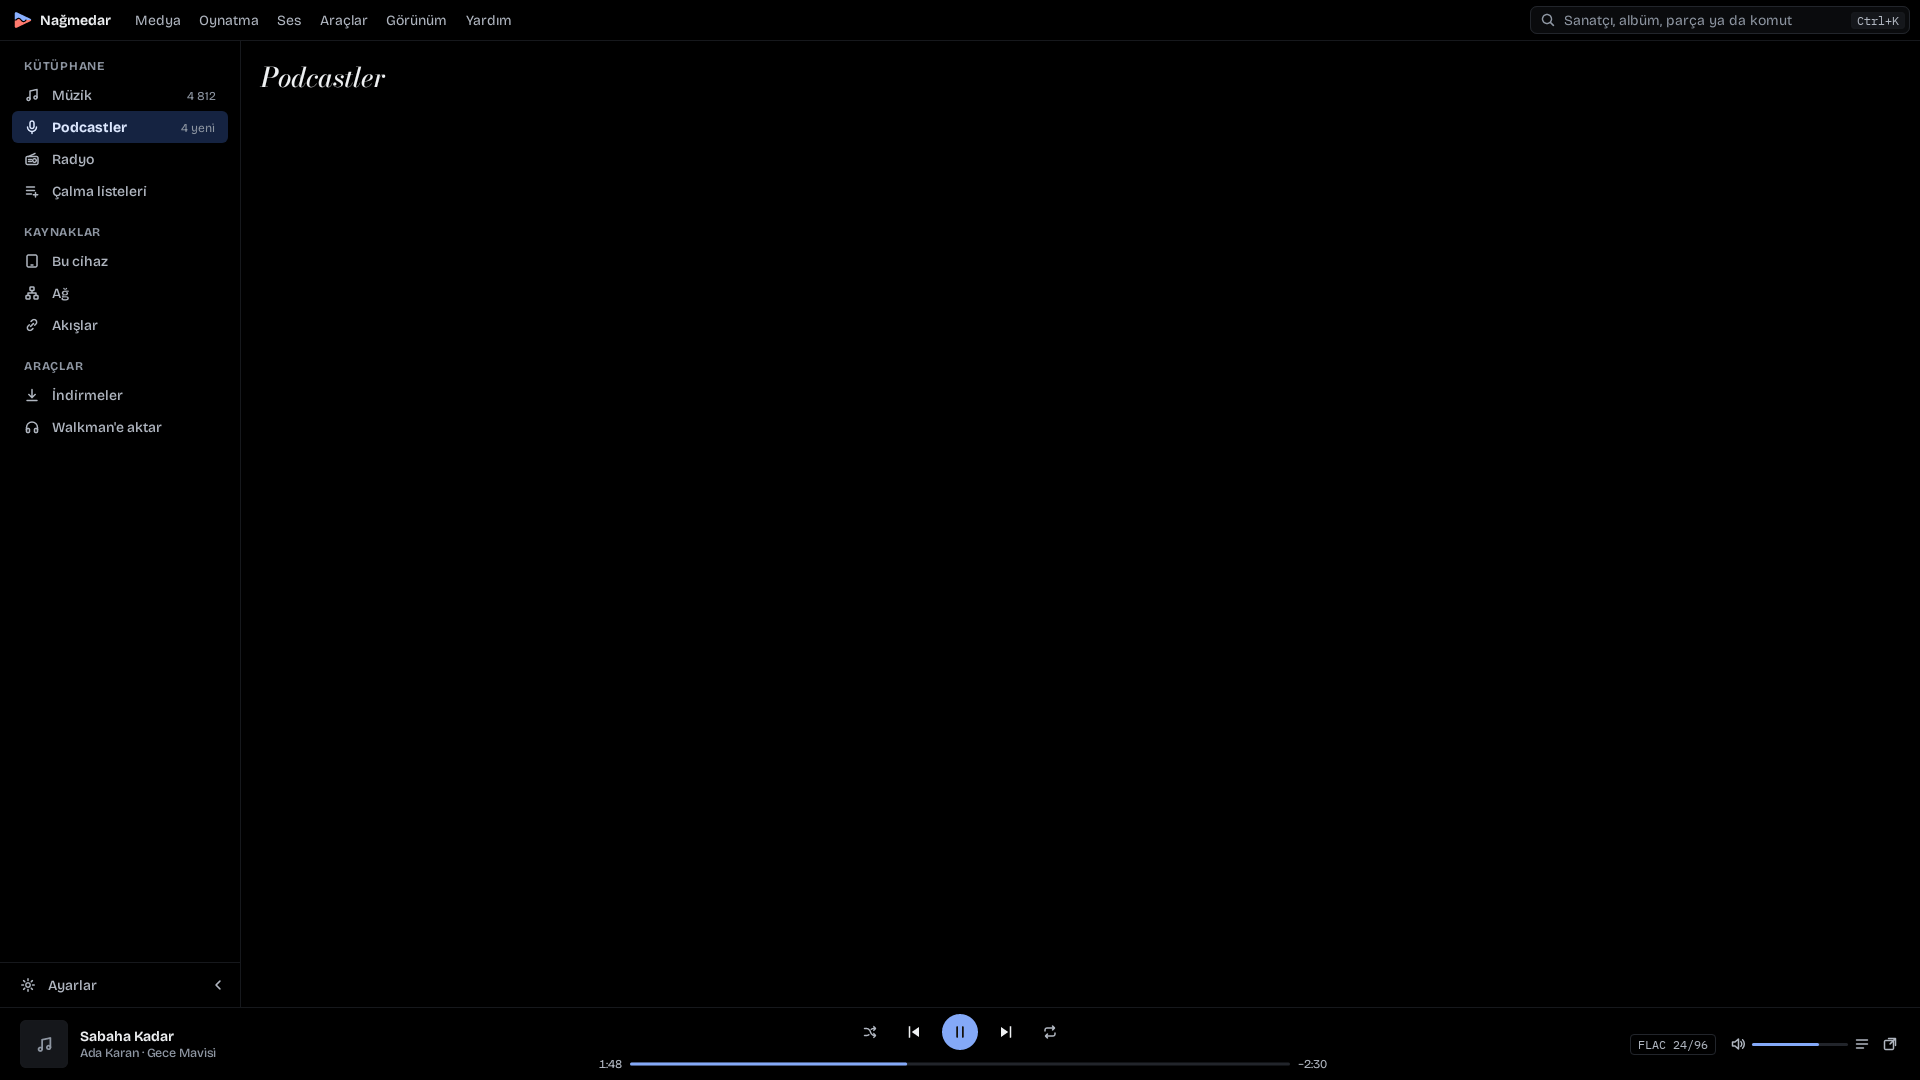 Nağmedar Medya Oynatma Ses Araçlar Görünüm Yardım Sanatçı, albüm, parça ya da komut Ctrl+K
KÜTÜPHANE
Müzik 4 812
Podcastler 4 yeni
Radyo
Çalma listeleri
KAYNAKLAR
Bu cihaz
Ağ
Akışlar
ARAÇLAR
İndirmeler
Walkman'e aktar
Ayarlar
Podcastler
Sabaha Kadar
Ada Karan · Gece Mavisi
1:48 −2:30
FLAC 24/96